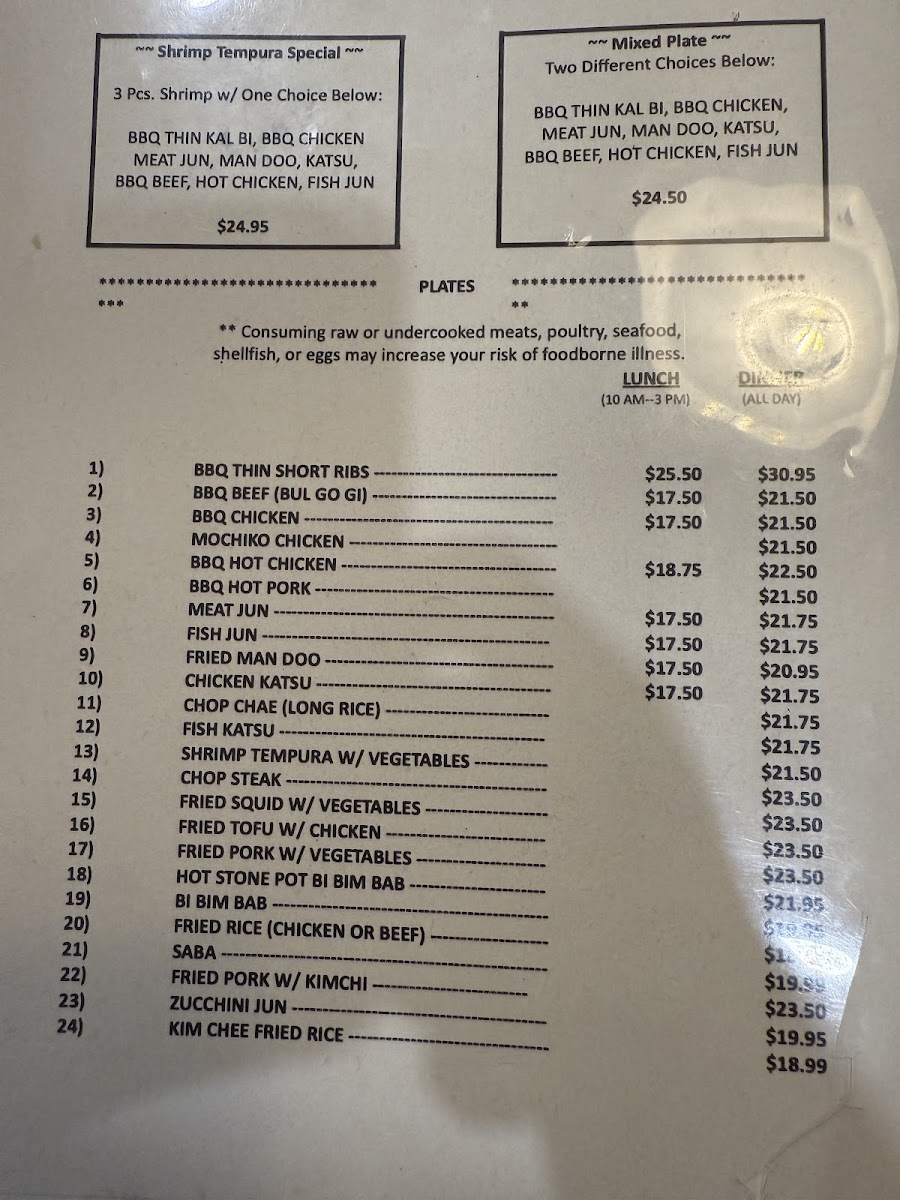 ~~ Shrimp Tempura Special ~~
3 Pcs. Shrimp w/ One Choice Below:
BBQ THIN KAL BI, BBQ CHICKEN
MEAT JUN, MAN DOO, KATSU,
BBQ BEEF, HOT CHICKEN, FISH JUN
$24.95
~~ Mixed Plate ~~
Two Different Choices Below:
BBQ THIN KAL BI, BBQ CHICKEN,
MEAT JUN, MAN DOO, KATSU,
BBQ BEEF, HOT CHICKEN, FISH JUN
$24.50
PLATES
** Consuming raw or undercooked meats, poultry, seafood,
shellfish, or eggs may increase your risk of foodborne illness.
LUNCH DINNER
(10 AM--3 PM) (ALL DAY)
1) BBQ THIN SHORT RIBS $25.50 $30.95
2) BBQ BEEF (BUL GO GI) $17.50 $21.50
3) BBQ CHICKEN $17.50 $21.50
4) MOCHIKO CHICKEN $21.50
5) BBQ HOT CHICKEN $18.75 $22.50
6) BBQ HOT PORK $21.50
7) MEAT JUN $17.50 $21.75
8) FISH JUN $17.50 $21.75
9) FRIED MAN DOO $17.50 $20.95
10) CHICKEN KATSU $17.50 $21.75
11) CHOP CHAE (LONG RICE) $21.75
12) FISH KATSU $21.75
13) SHRIMP TEMPURA W/ VEGETABLES $21.50
14) CHOP STEAK $23.50
15) FRIED SQUID W/ VEGETABLES $23.50
16) FRIED TOFU W/ CHICKEN $23.50
17) FRIED PORK W/ VEGETABLES $23.50
18) HOT STONE POT BI BIM BAB $21.95
19) BI BIM BAB
20) FRIED RICE (CHICKEN OR BEEF)
21) SABA $19.99
22) FRIED PORK W/ KIMCHI $23.50
23) ZUCCHINI JUN $19.95
24) KIM CHEE FRIED RICE $18.99